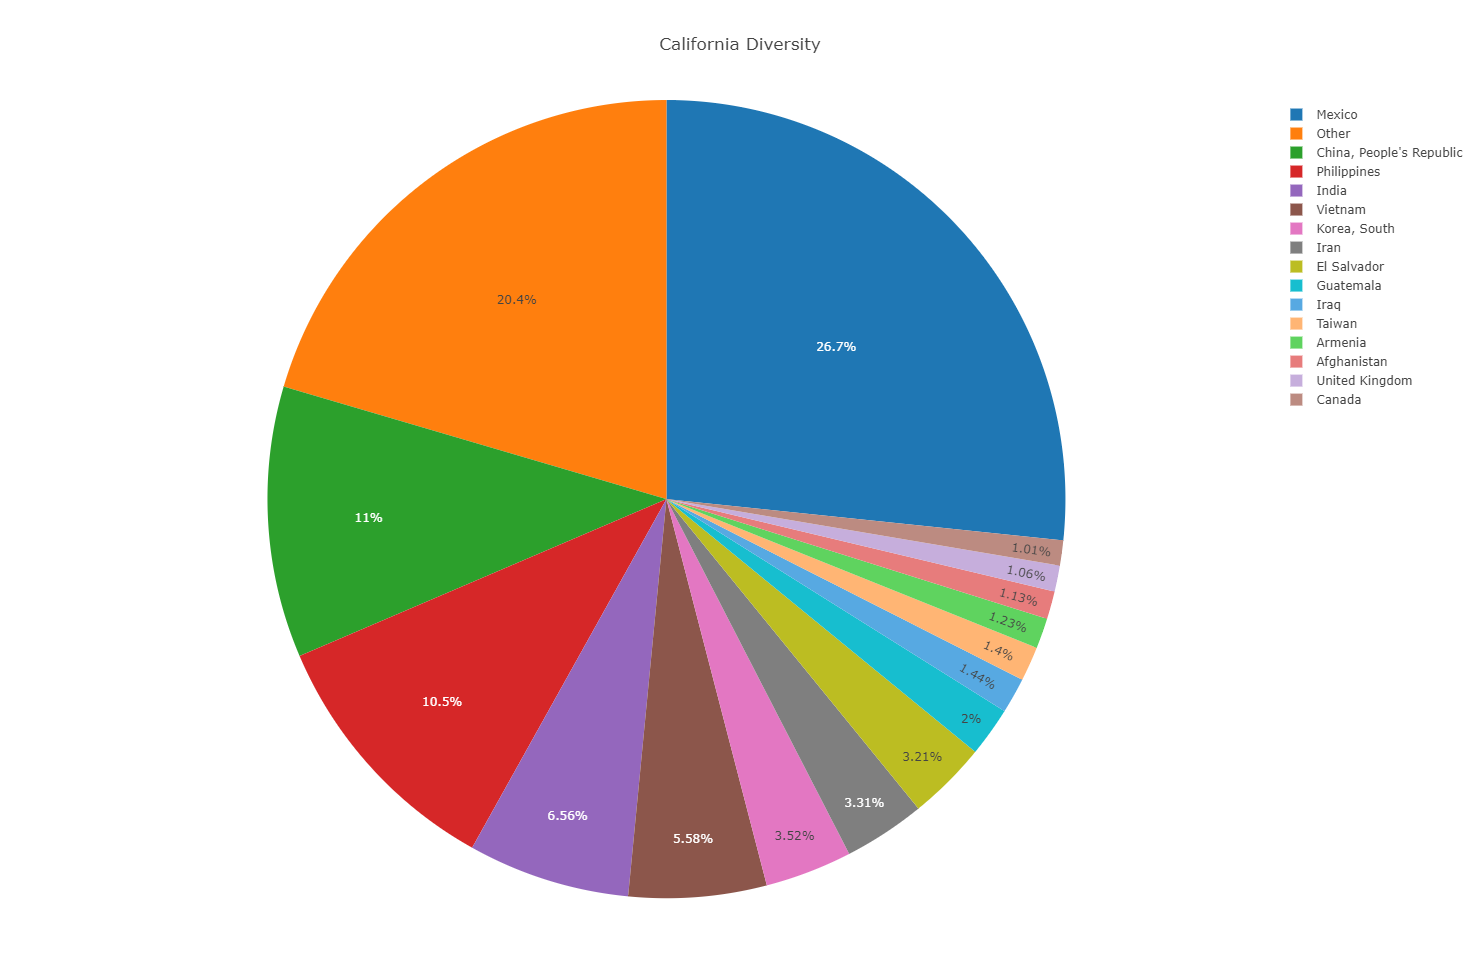 California Diversity
26.7%
20.4%
11%
10.5%
6.56%
5.58%
3.52%
3.31%
3.21%
2%
1.44%
1.4%
1.23%
1.13%
1.06%
1.01%
Mexico
Other
China, People's Republic
Philippines
India
Vietnam
Korea, South
Iran
El Salvador
Guatemala
Iraq
Taiwan
Armenia
Afghanistan
United Kingdom
Canada